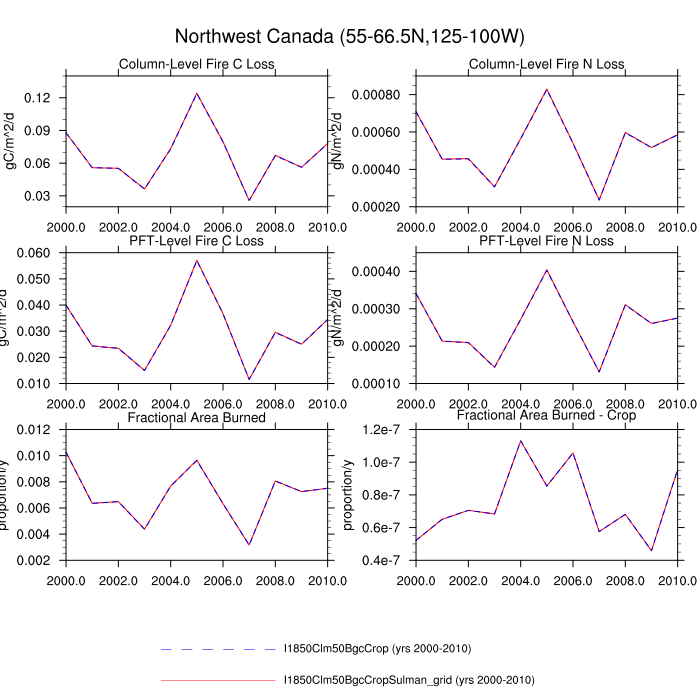 Northwest Canada (55-66.5N,125-100W)
Column-Level Fire C Loss
gC/m^2/d
0.12
0.09
0.06
0.03
2000.0 2002.0 2004.0 2006.0 2008.0 2010.0
Column-Level Fire N Loss
gN/m^2/d
0.00080
0.00060
0.00040
0.00020
2000.0 2002.0 2004.0 2006.0 2008.0 2010.0
PFT-Level Fire C Loss
gC/m^2/d
0.060
0.050
0.040
0.030
0.020
0.010
2000.0 2002.0 2004.0 2006.0 2008.0 2010.0
PFT-Level Fire N Loss
gN/m^2/d
0.00040
0.00030
0.00020
0.00010
2000.0 2002.0 2004.0 2006.0 2008.0 2010.0
Fractional Area Burned
proportion/y
0.012
0.010
0.008
0.006
0.004
0.002
2000.0 2002.0 2004.0 2006.0 2008.0 2010.0
Fractional Area Burned - Crop
proportion/y
1.2e-7
1.0e-7
0.8e-7
0.6e-7
0.4e-7
2000.0 2002.0 2004.0 2006.0 2008.0 2010.0
I1850Clm50BgcCrop (yrs 2000-2010)
I1850Clm50BgcCropSulman_grid (yrs 2000-2010)